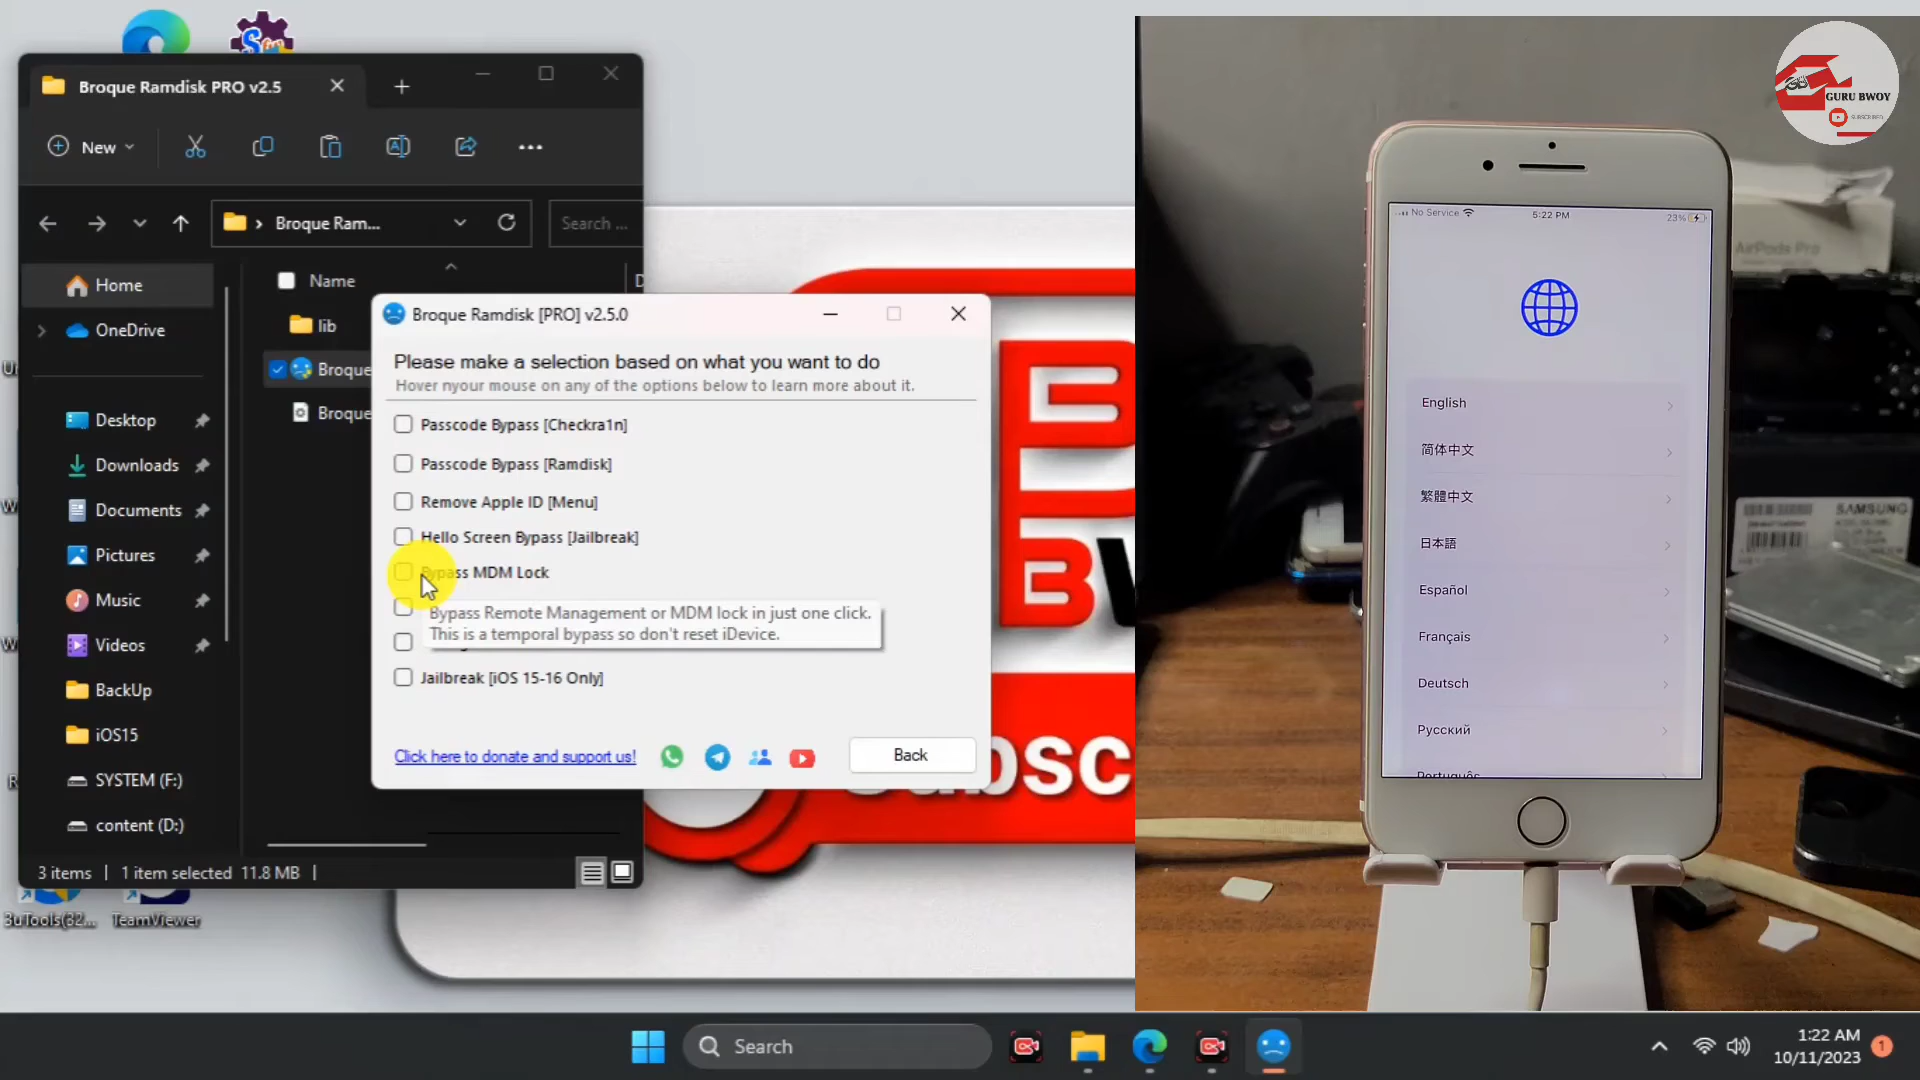 Broque Ramdisk PRO v2.5
New
Broque Ram...
Search ...
Home
OneDrive
Desktop
Downloads
Documents
Pictures
Music
Videos
BackUp
iOS15
SYSTEM (F:)
content (D:)
Name
lib
Broque
Broque
3 items
1 item selected 11.8 MB
3uTools(32...
TeamViewer
Broque Ramdisk [PRO] v2.5.0
Please make a selection based on what you want to do
Hover nyour mouse on any of the options below to learn more about it.
Passcode Bypass [Checkra1n]
Passcode Bypass [Ramdisk]
Remove Apple ID [Menu]
Hello Screen Bypass [Jailbreak]
Bypass MDM Lock
Bypass Remote Management or MDM lock in just one click.
This is a temporal bypass so don't reset iDevice.
Jailbreak [iOS 15-16 Only]
Click here to donate and support us!
Back
GURU BWOY
SUBSCRIBED
No Service
5:22 PM
23%
English
简体中文
繁體中文
日本語
Español
Français
Deutsch
Русский
Português
AirPods Pro
SAMSUNG
Search
1:22 AM
10/11/2023
1